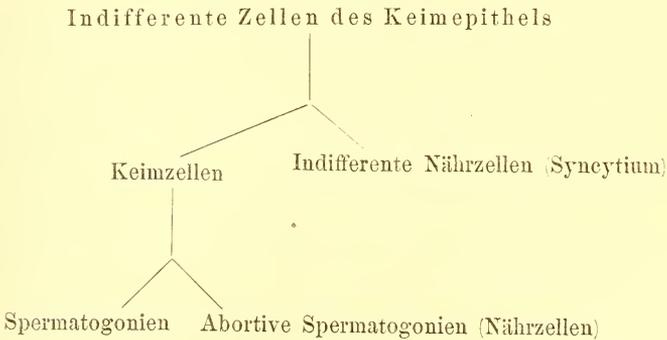 Indifferente Zellen des Keimepithels
Keimzellen
Indifferente Nährzellen (Syncytium)
Spermatogonien
Abortive Spermatogonien (Nährzellen)